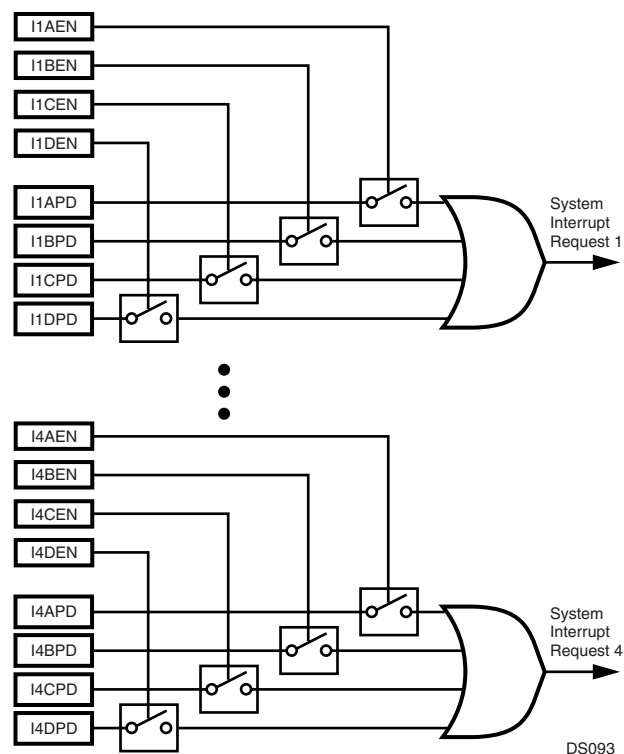 I1AEN
I1BEN
I1CEN
I1DEN
I1APD
I1BPD
I1CPD
I1DPD
System
Interrupt
Request 1
I4AEN
I4BEN
I4CEN
I4DEN
I4APD
I4BPD
I4CPD
I4DPD
System
Interrupt
Request 4
DS093